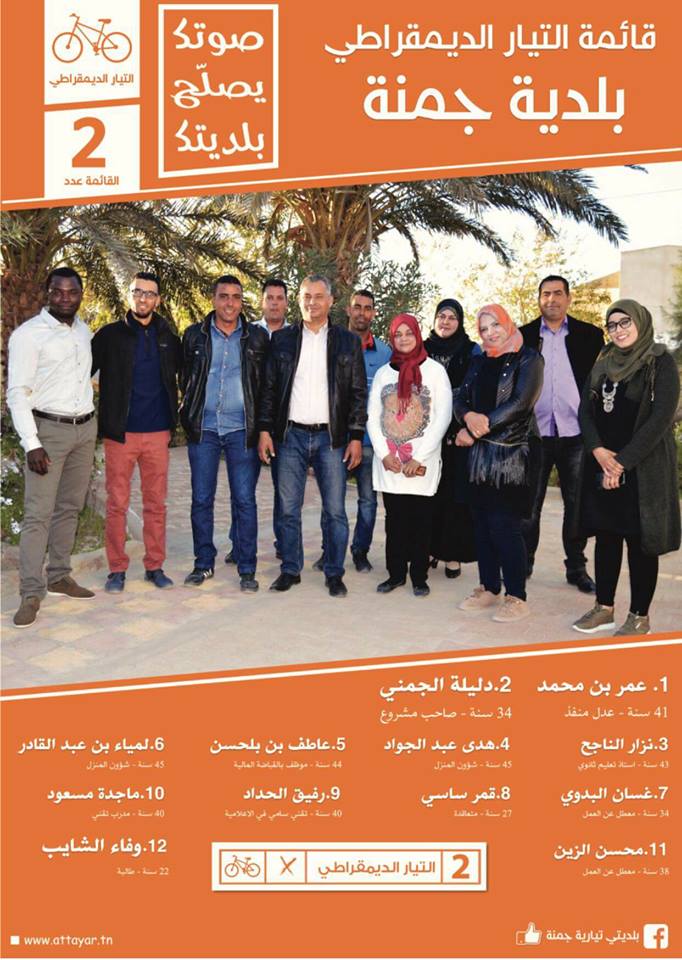 قائمة التيار الديمقراطي
بلدية جمنة
صوتك
يصلّح
بلديتك
التيار الديمقراطي
2
القائمة عدد
1. عمر بن محمد
41 سنة - عدل منفذ
2.دليلة الجمني
34 سنة - صاحب مشروع
3.نزار الناجح
43 سنة - استاذ تعليم ثانوي
4.هدى عبد الجواد
45 سنة - شؤون المنزل
5.عاطف بن بلحسن
44 سنة - موظف بالقباضة المالية
6.لمياء بن عبد القادر
45 سنة - شؤون المنزل
7.غسان البدوي
34 سنة - معطل عن العمل
8.قمر ساسي
27 سنة - متعاقدة
9.رفيق الحداد
40 سنة - تقني سامي في الاعلامية
10.ماجدة مسعود
40 سنة - مدرب تقني
11.محسن الزين
38 سنة - معطل عن العمل
12.وفاء الشايب
22 سنة - طالبة
2 التيار الديمقراطي
بلديتي تيارية جمنة
www.attayar.tn